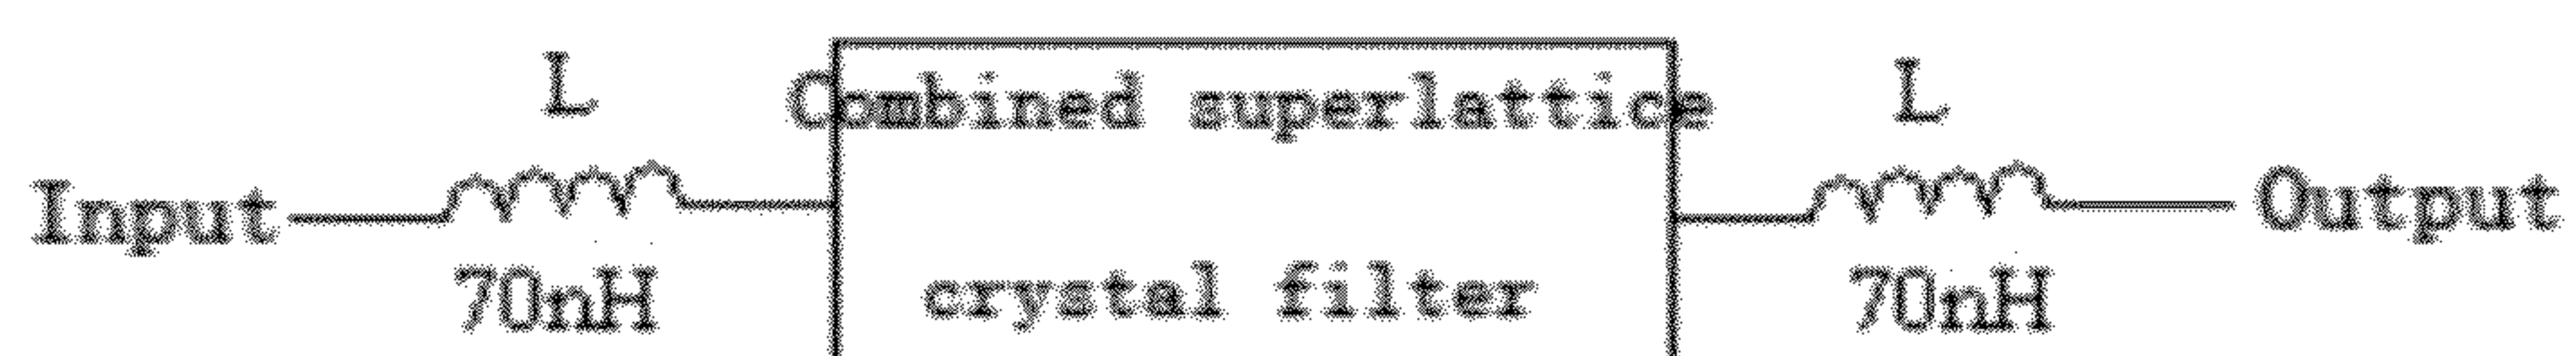 L
Combined superlattice
L
Input
Output
70nH
crystal filter
70nH